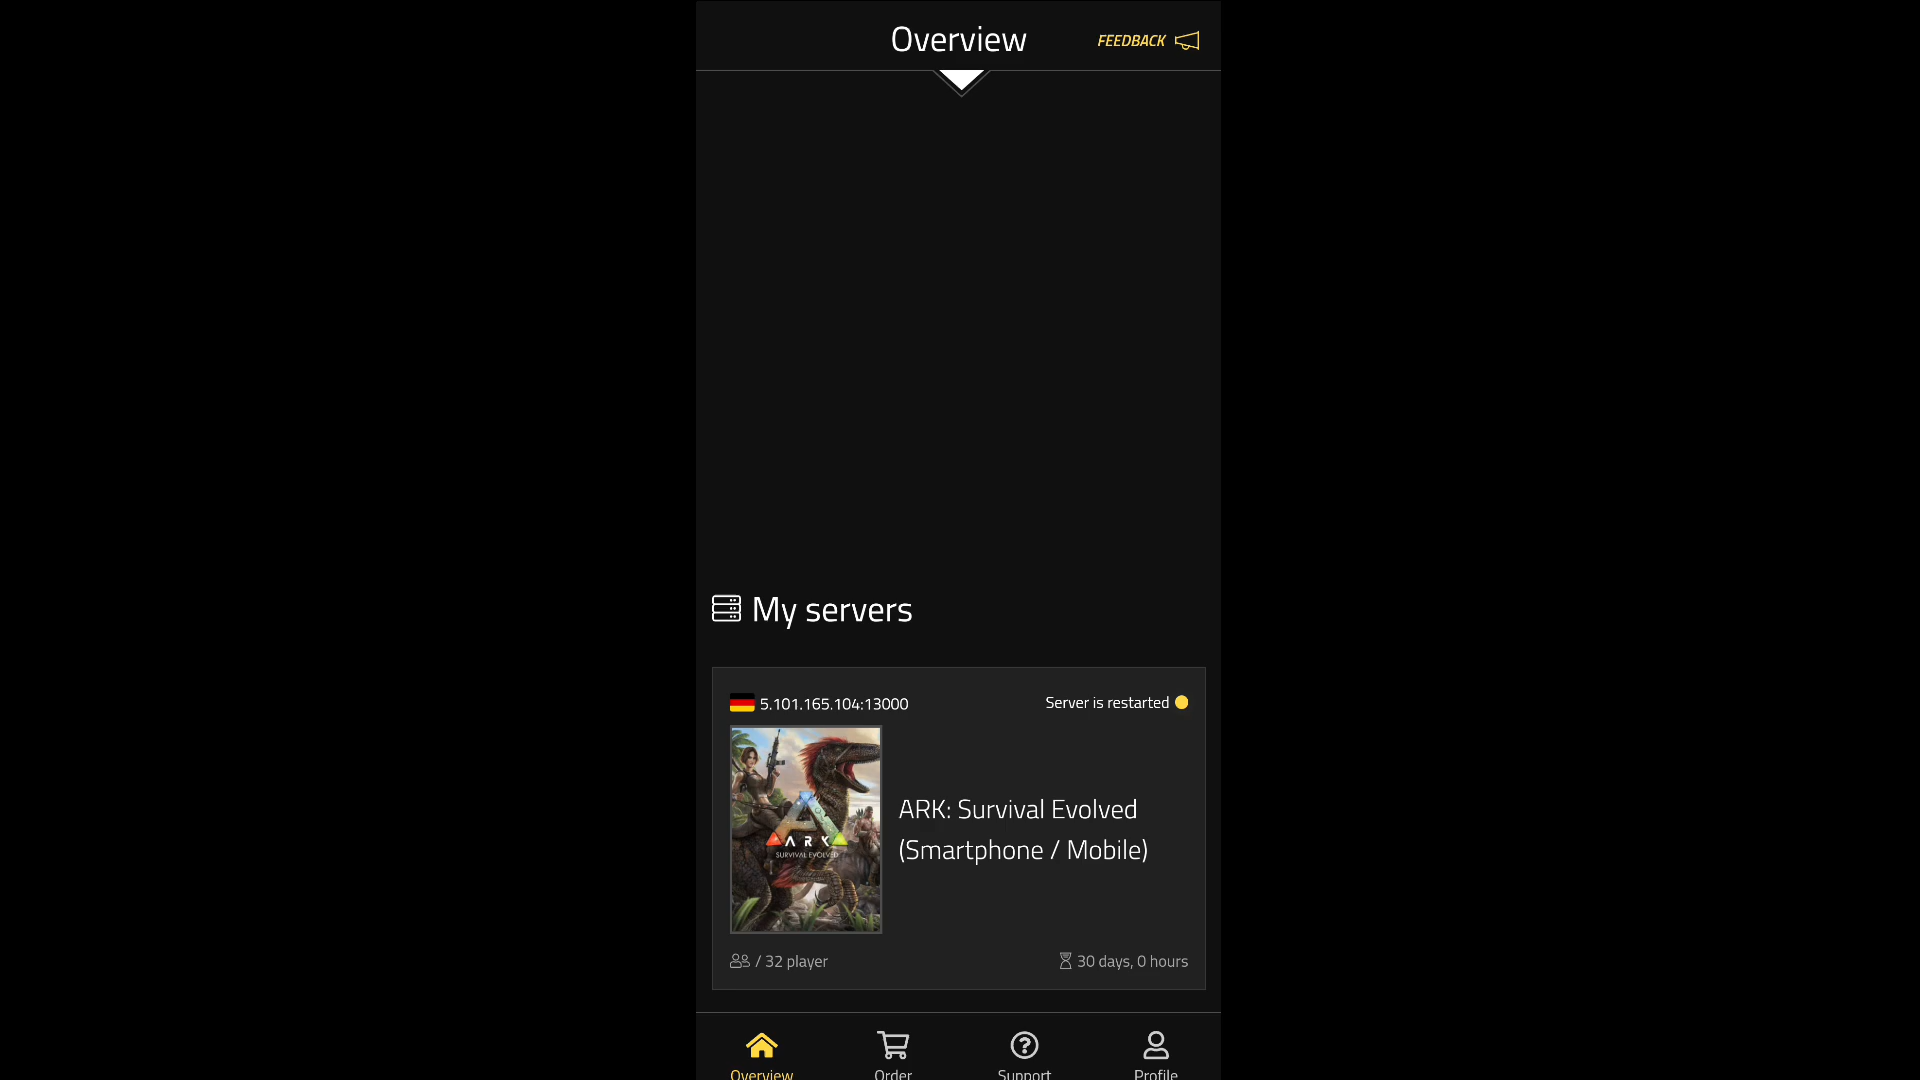 Overview
FEEDBACK
My servers
5.101.165.104:13000
Server is restarted
ARK
SURVIVAL EVOLVED
ARK: Survival Evolved
(Smartphone / Mobile)
/ 32 player
30 days, 0 hours
Overview
Order
Support
Profile